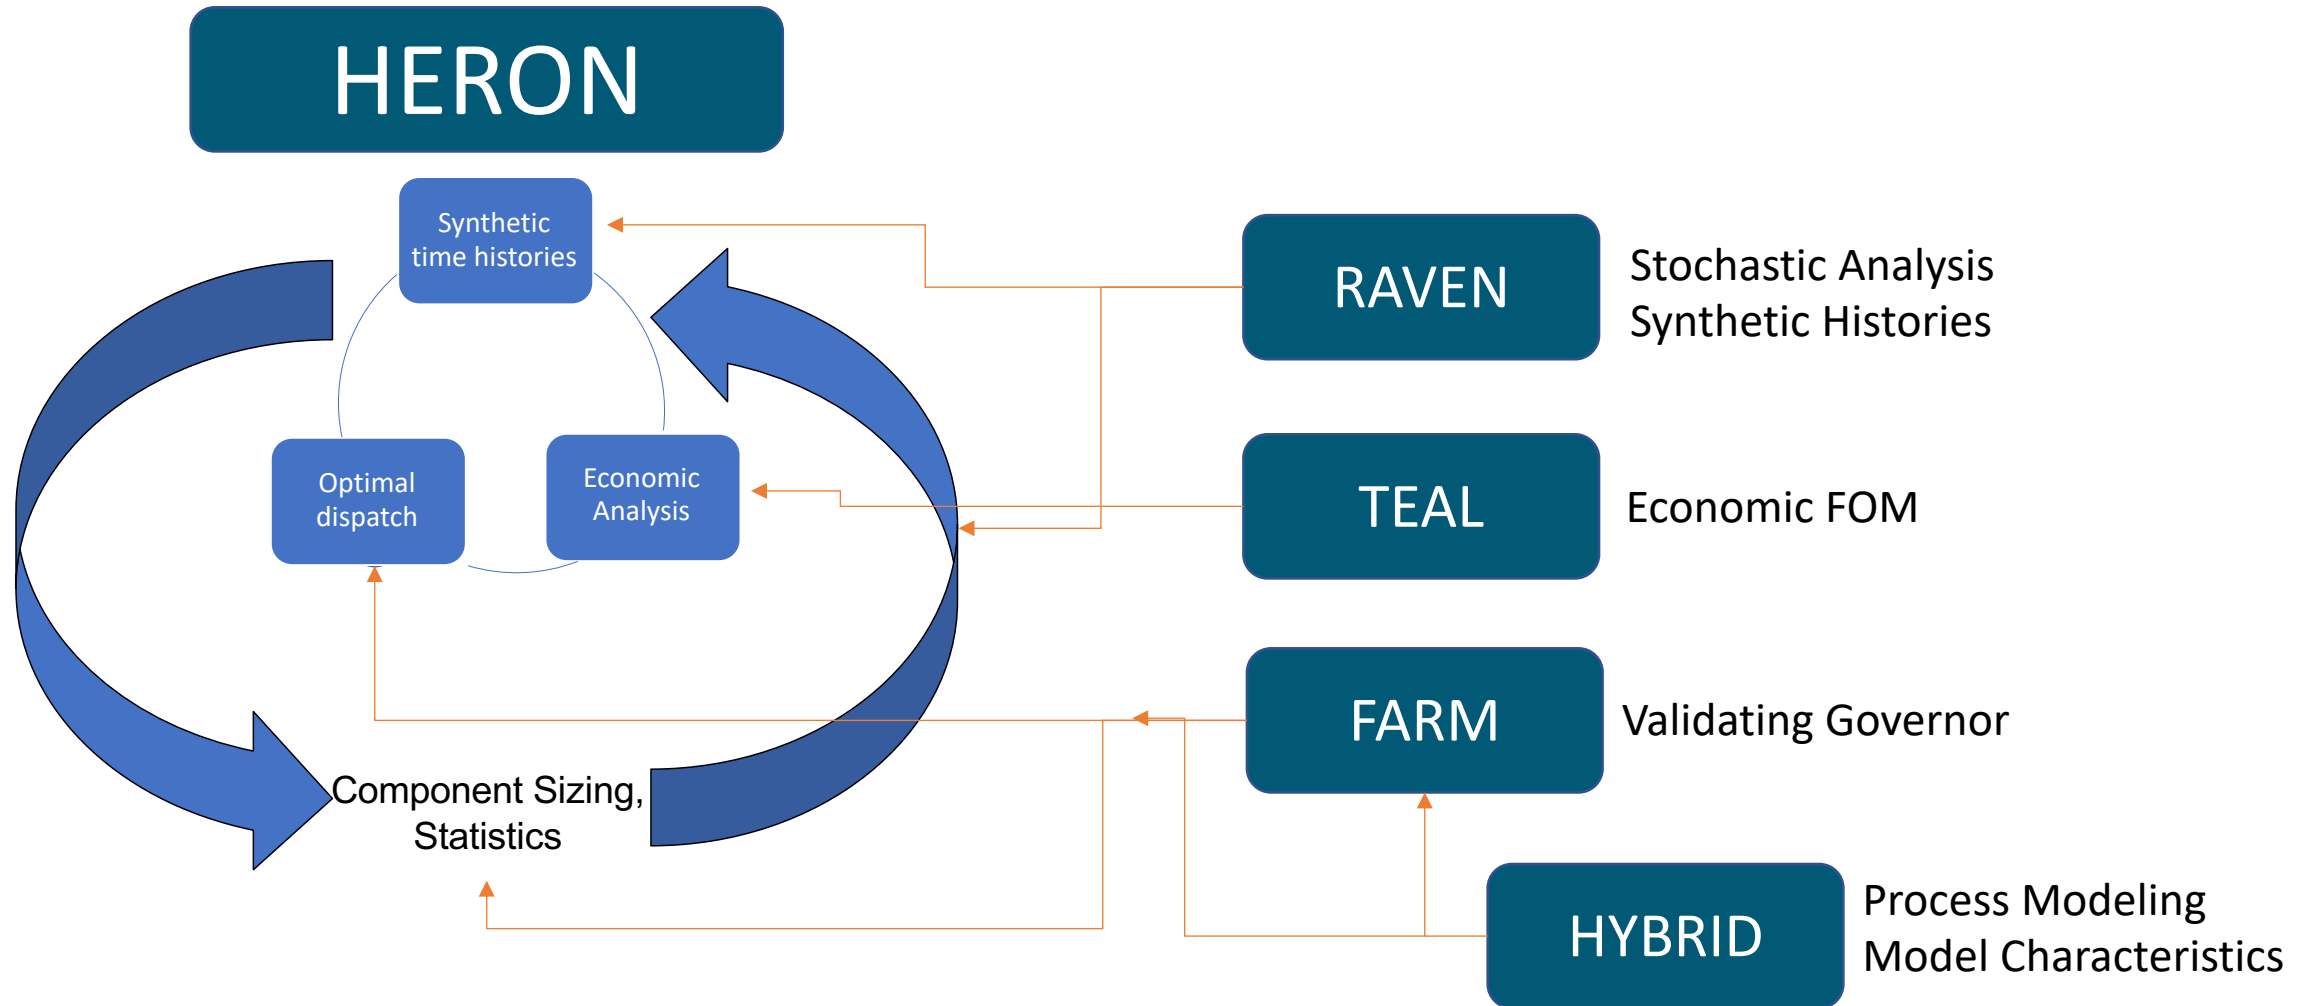 HERON
Synthetic
time histories
Optimal
dispatch
Economic
Analysis
Component Sizing,
Statistics
RAVEN
Stochastic Analysis
Synthetic Histories
TEAL
Economic FOM
FARM
Validating Governor
HYBRID
Process Modeling
Model Characteristics